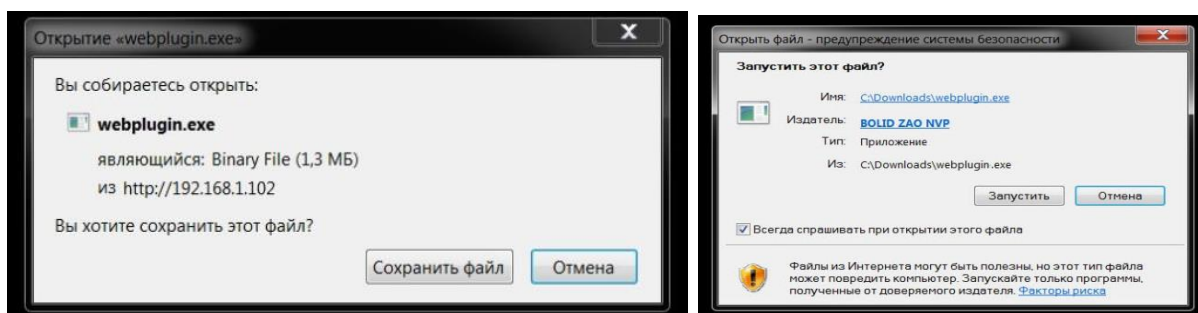 Открытие «webplugin.exe»
Вы собираетесь открыть:
webplugin.exe
являющийся: Binary File (1,3 МБ)
из http://192.168.1.102
Вы хотите сохранить этот файл?
Сохранить файл
Отмена
Открыть файл - предупреждение системы безопасности
Запустить этот файл?
Имя: C:\Downloads\webplugin.exe
Издатель: BOLID ZAO NVP
Тип: Приложение
Из: C:\Downloads\webplugin.exe
Запустить
Отмена
Всегда спрашивать при открытии этого файла
Файлы из Интернета могут быть полезны, но этот тип файла
может повредить компьютер. Запускайте только программы,
полученные от доверяемого издателя. Факторы риска